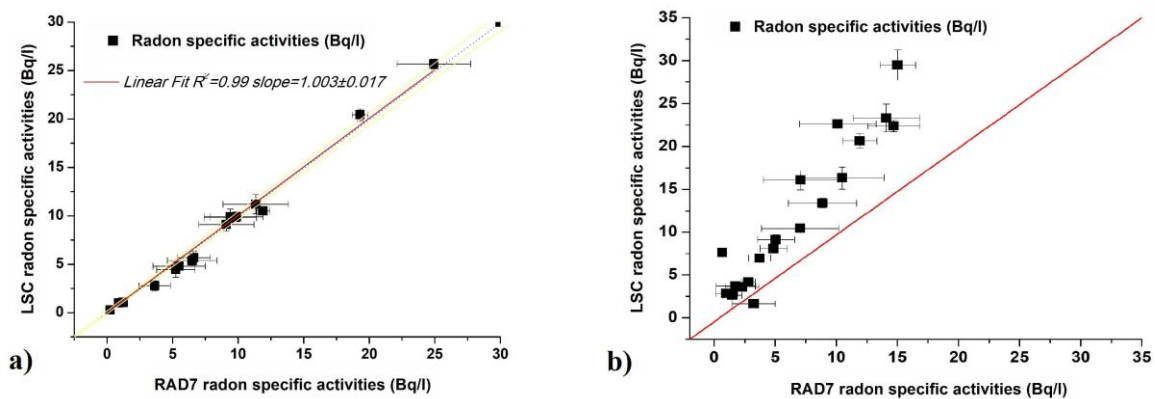 30
25
20
15
10
5
0
LSC radon specific activities (Bq/l)
Radon specific activities (Bq/l)
Linear Fit R²=0.99 slope=1.003±0.017
0 5 10 15 20 25 30
RAD7 radon specific activities (Bq/l)
a)
35
30
25
20
15
10
5
0
LSC radon specific activities (Bq/l)
Radon specific activities (Bq/l)
0 5 10 15 20 25 30 35
RAD7 radon specific activities (Bq/l)
b)